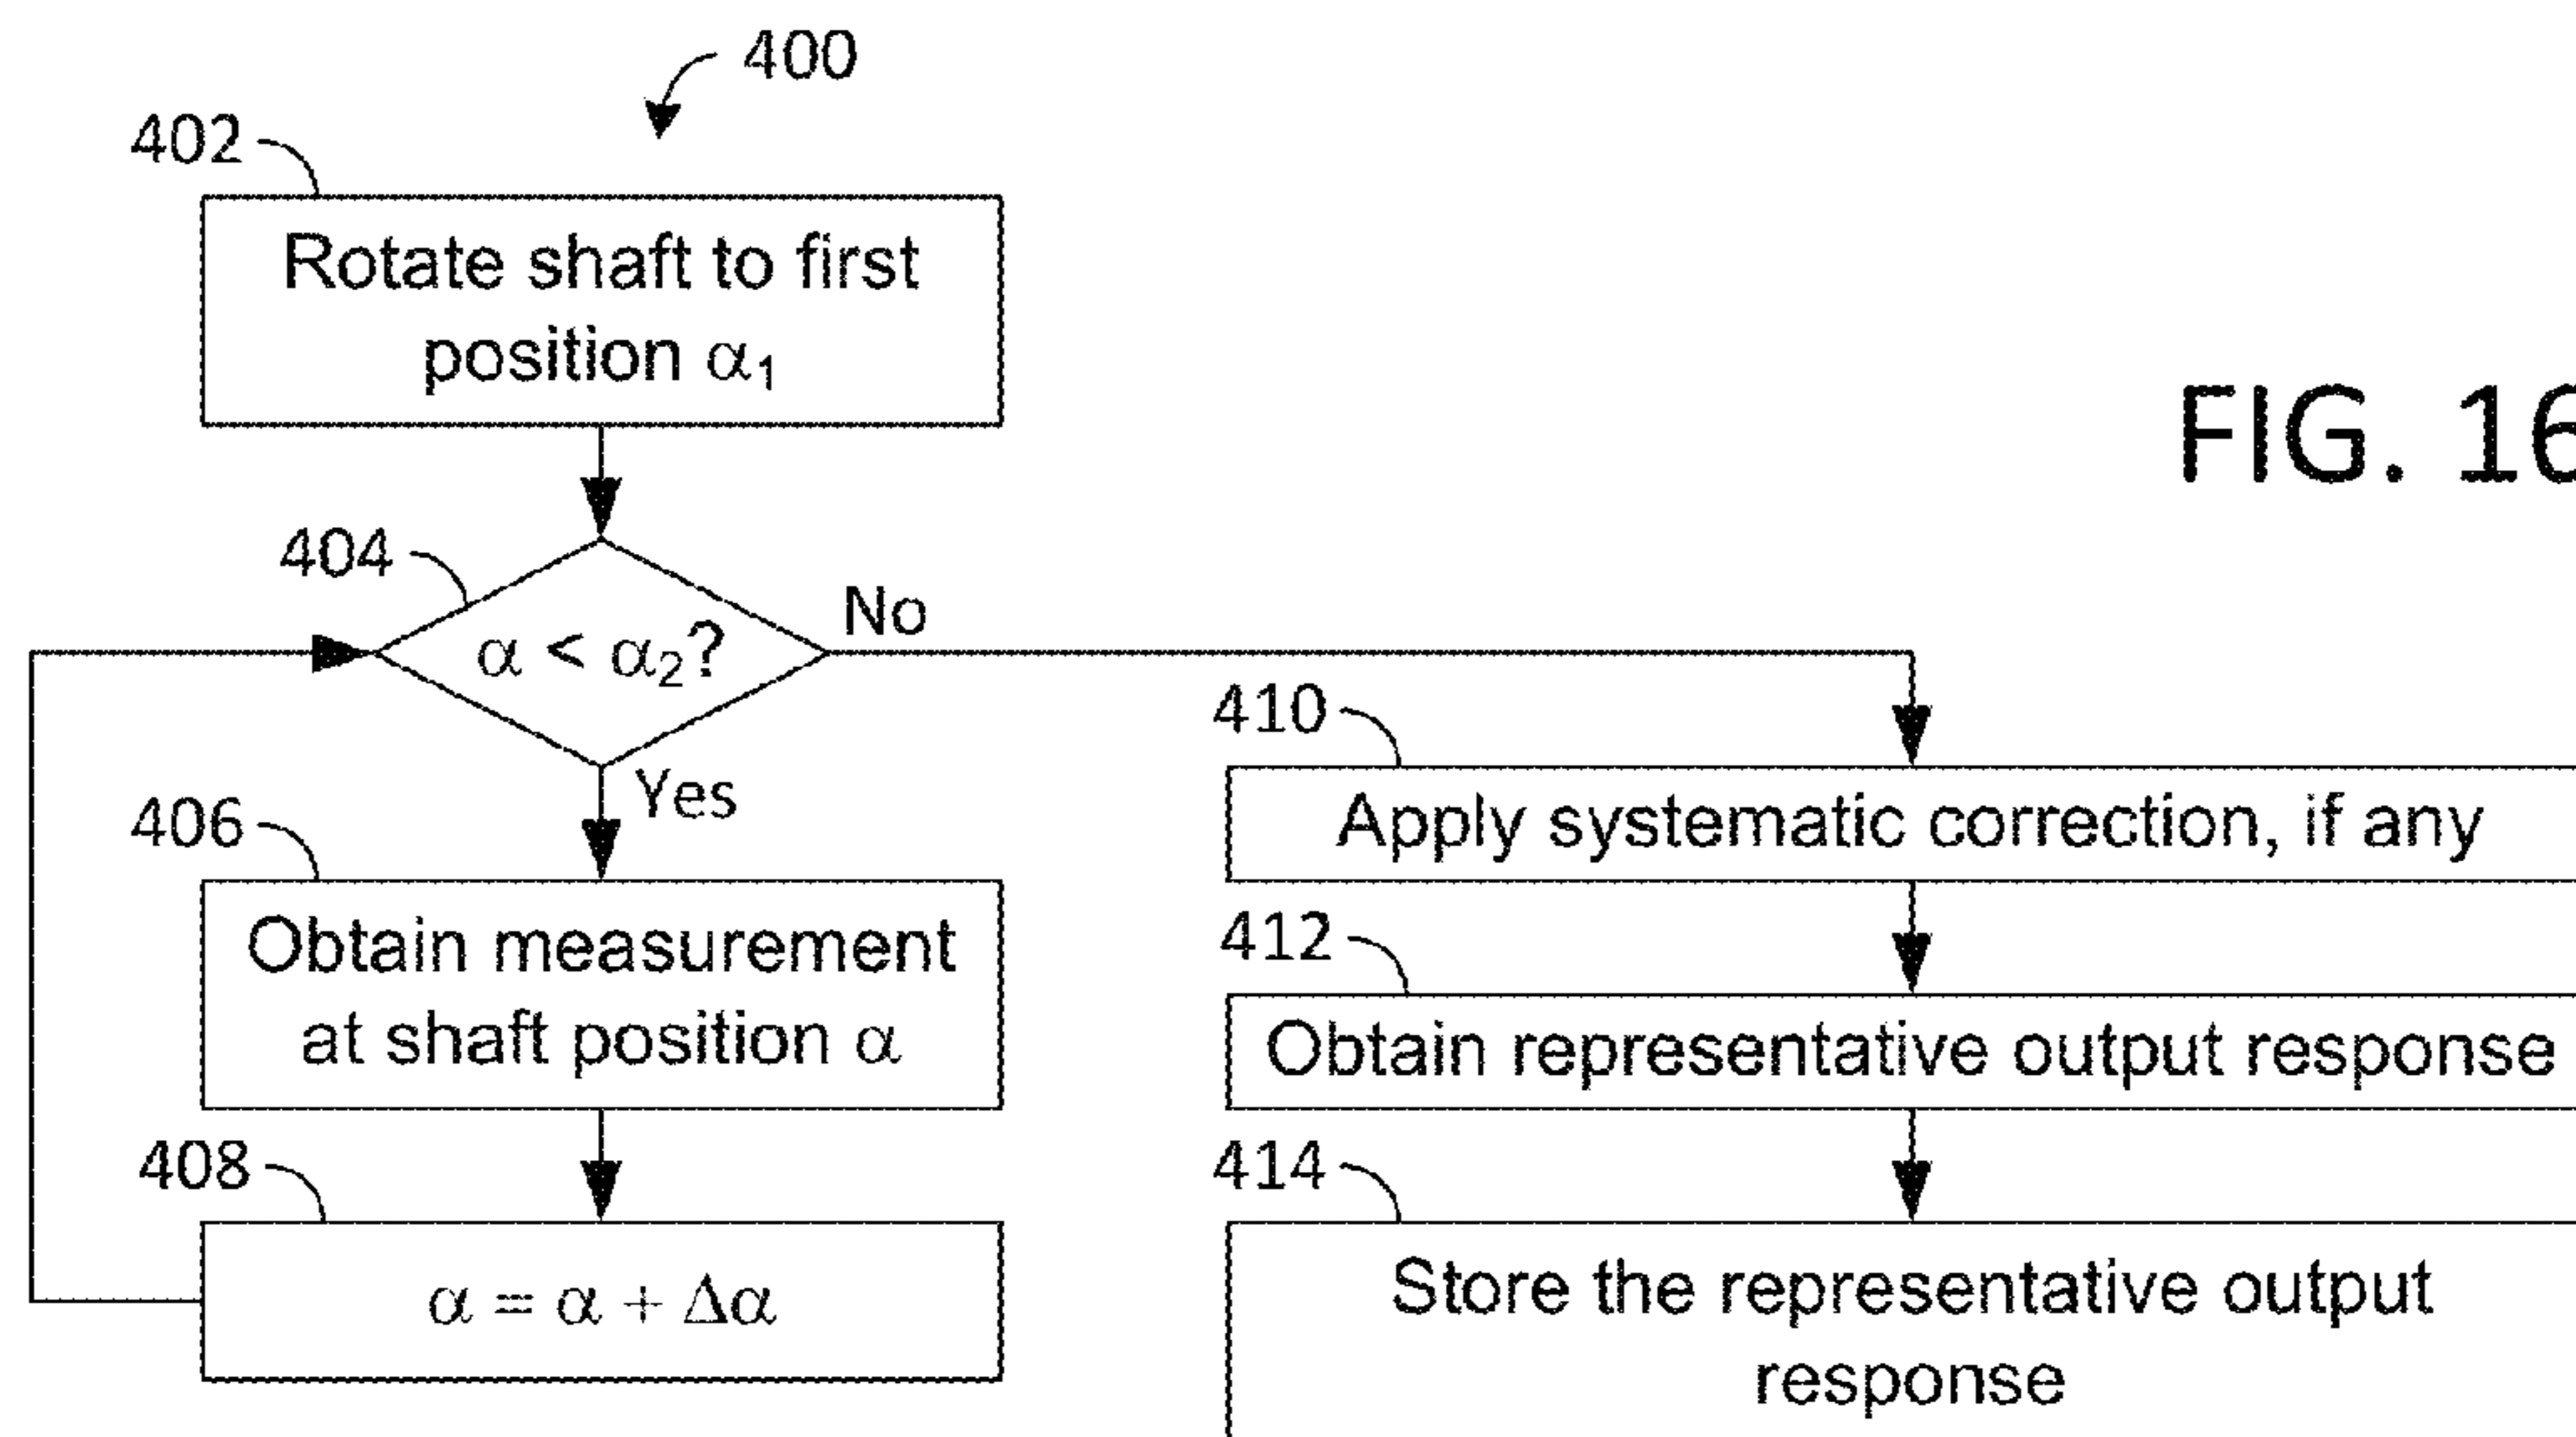 400
402
Rotate shaft to first
position α₁
FIG. 16
404
α < α₂?
No
Yes
406
Obtain measurement
at shaft position α
408
α = α + Δα
410
Apply systematic correction, if any
412
Obtain representative output response
414
Store the representative output
response